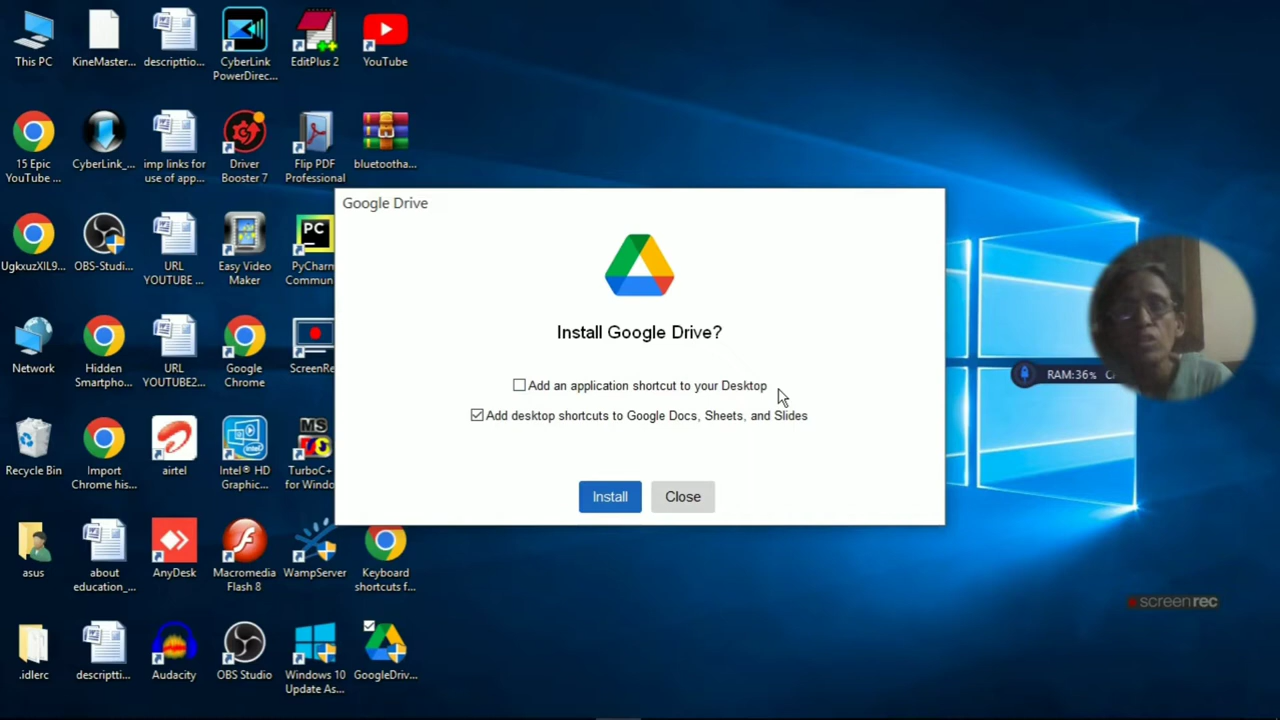 This PC
KineMaster...
descripttio...
CyberLink
PowerDirec...
EditPlus 2
YouTube
15 Epic
YouTube ...
CyberLink_...
imp links for
use of app...
Driver
Booster 7
Flip PDF
Professional
bluetootha...
UgkxuzXIL9...
OBS-Studi...
URL
YOUTUBE ...
Easy Video
Maker
PC
PyCharm
Commun
Network
Hidden
Smartpho...
URL
YOUTUBE2...
Google
Chrome
ScreenRe
Recycle Bin
Import
Chrome his...
airtel
Intel® HD
Graphic...
MS
TurboC+
for Windo
asus
about
education_...
AnyDesk
Macromedia
Flash 8
WampServer
Keyboard
shortcuts f...
.idlerc
descriptti...
Audacity
OBS Studio
Windows 10
Update As...
GoogleDriv...
Google Drive
Install Google Drive?
Add an application shortcut to your Desktop
Add desktop shortcuts to Google Docs, Sheets, and Slides
Install
Close
RAM:36%
screenrec